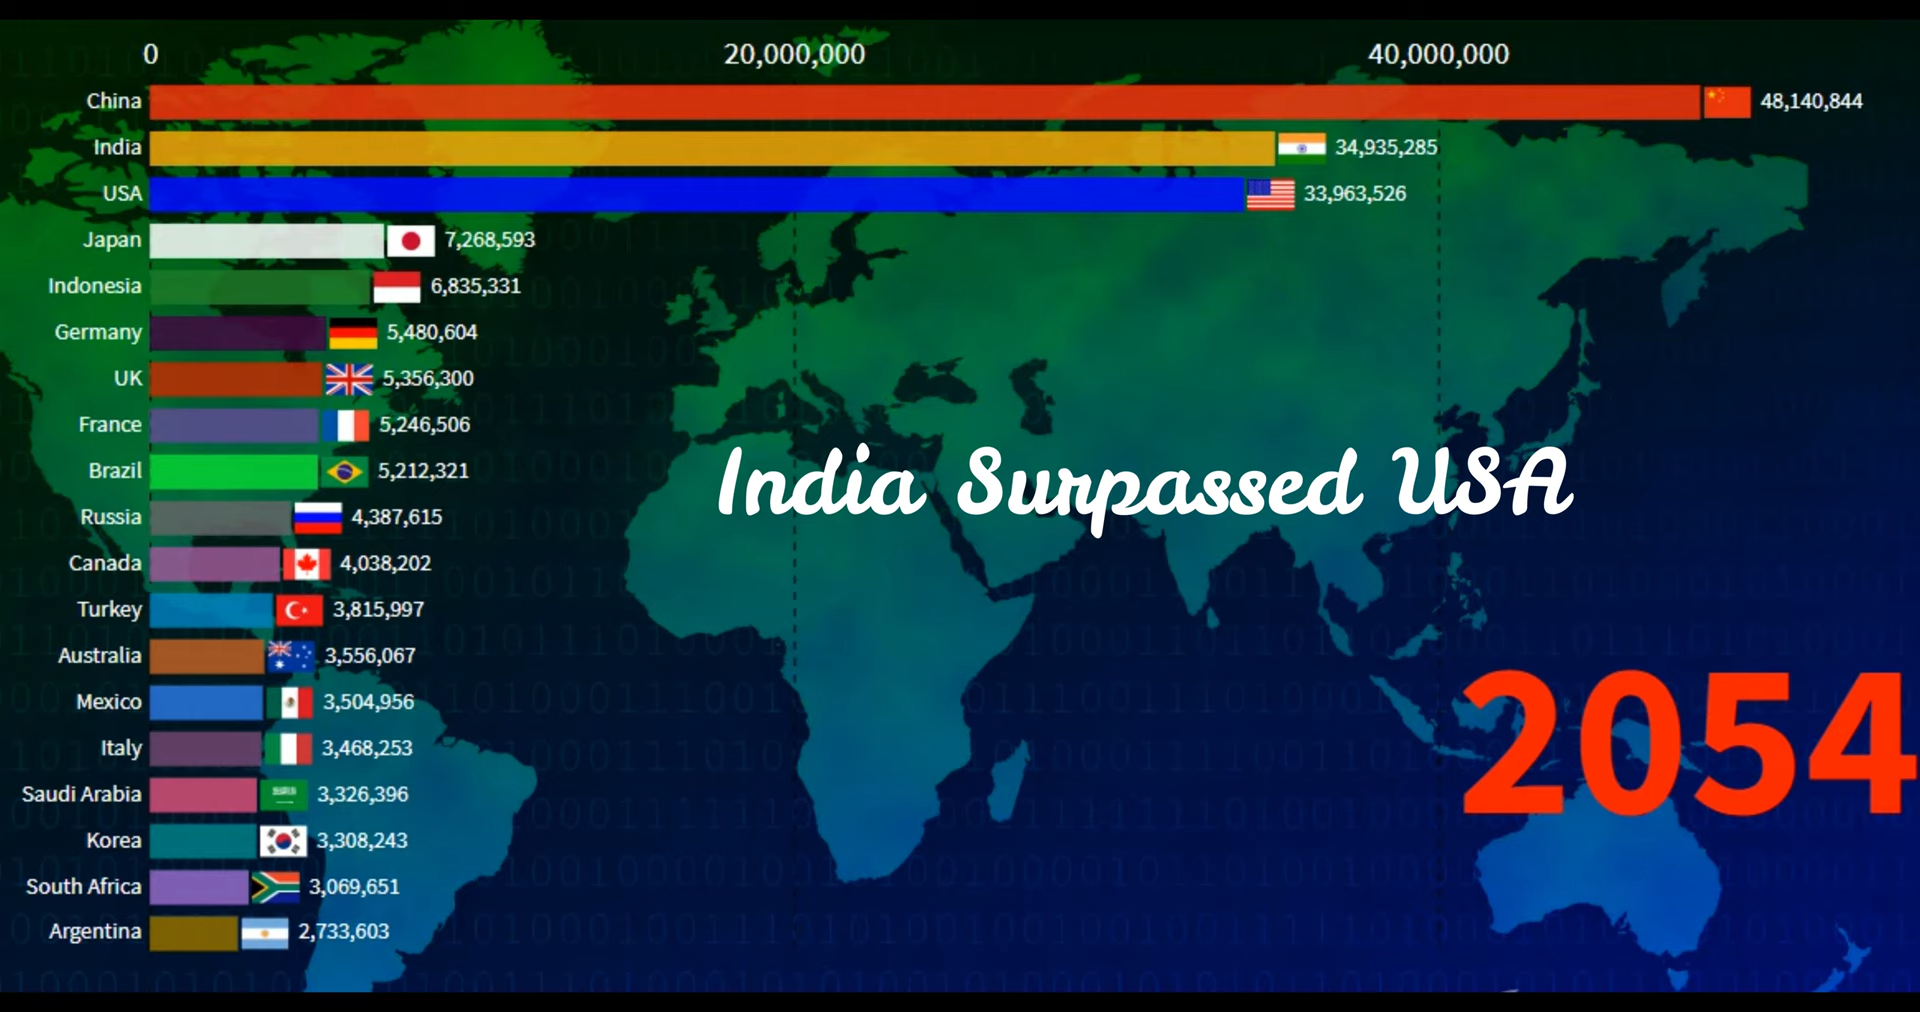 0 20,000,000 40,000,000
China 48,140,844
India 34,935,285
USA 33,963,526
Japan 7,268,593
Indonesia 6,835,331
Germany 5,480,604
UK 5,356,300
France 5,246,506
Brazil 5,212,321
India Surpassed USA
Russia 4,387,615
Canada 4,038,202
Turkey 3,815,997
Australia 3,556,067
Mexico 3,504,956
Italy 3,468,253
2054
Saudi Arabia 3,326,396
Korea 3,308,243
South Africa 3,069,651
Argentina 2,733,603